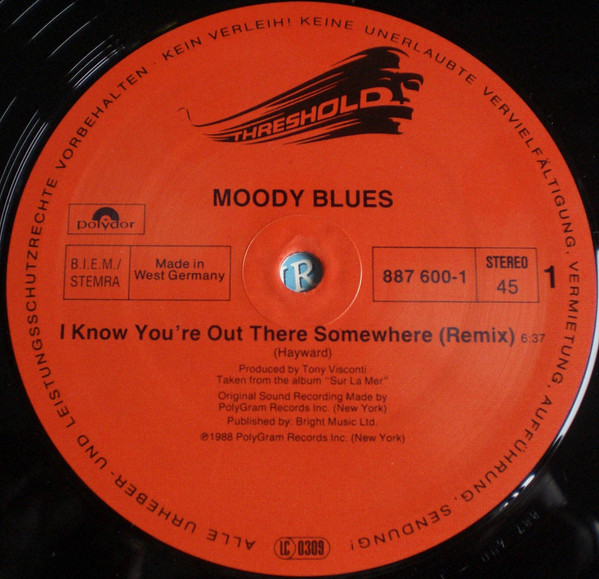 ALLE URHEBER- UND LEISTUNGSSCHUTZRECHTE VORBEHALTEN · KEIN VERLEIH! KEINE UNERLAUBTE VERVIELFÄLTIGUNG, VERMIETUNG, AUFFÜHRUNG, SENDUNG!
THRESHOLD
MOODY BLUES
polydor
B.I.E.M./
STEMRA
Made in
West Germany
R
887 600-1
STEREO
45
1
I Know You're Out There Somewhere (Remix) 6:37
(Hayward)
Produced by Tony Visconti
Taken from the album "Sur La Mer"
Original Sound Recording Made by
PolyGram Records Inc. (New York)
Published by: Bright Music Ltd.
℗1988 PolyGram Records Inc. (New York)
LC 0309